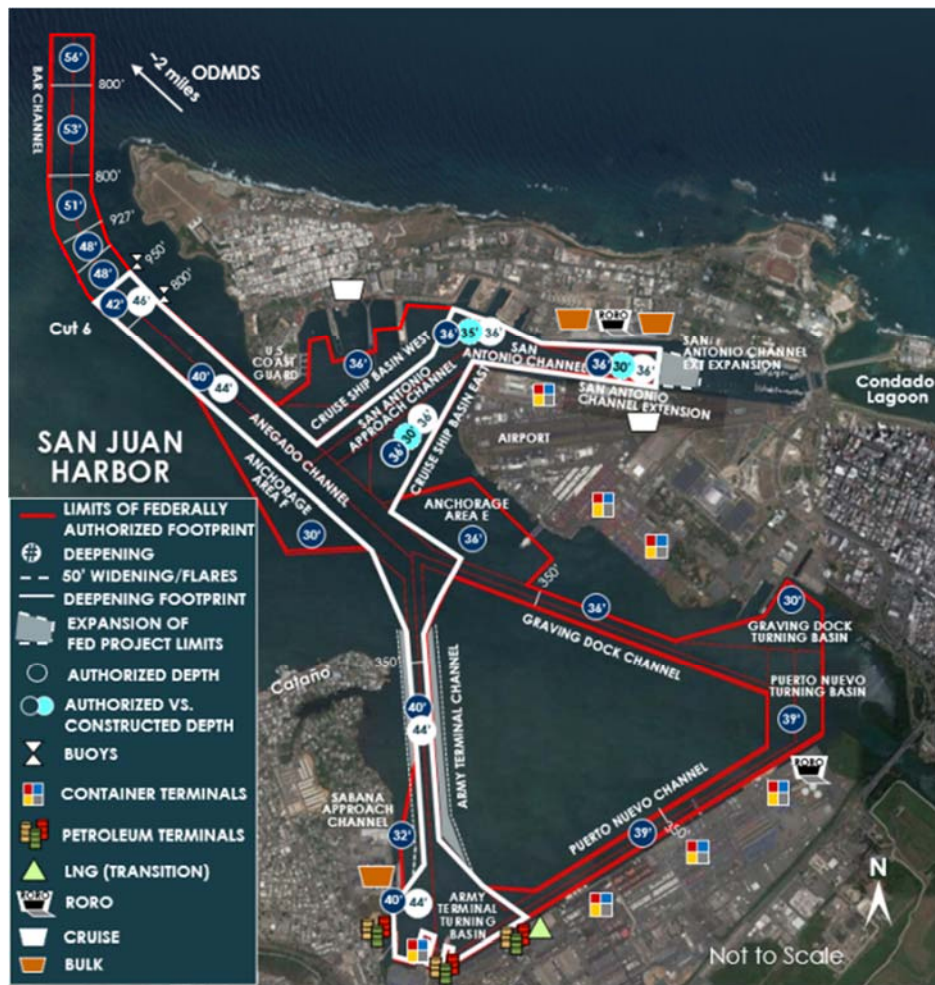 56'
800'
~2 miles
ODMDS
BAR CHANNEL
53'
800'
51'
927'
48'
950'
48'
800'
42'
46'
Cut 6
U.S.
COAST
GUARD
36'
CRUISE SHIP BASIN WEST
36'
35'
36'
SAN
ANTONIO CHANNEL
36'
30'
36'
SAN
ANTONIO CHANNEL
EXT EXPANSION
SAN ANTONIO
CHANNEL EXTENSION
RORO
Condado
Lagoon
40'
44'
SAN ANTONIO
APPROACH CHANNEL
36'
30'
36'
CRUISE SHIP BASIN EAST
AIRPORT
ANEGADO CHANNEL
SAN JUAN
HARBOR
ANCHORAGE
AREA F
30'
ANCHORAGE
AREA E
36'
350'
36'
GRAVING DOCK CHANNEL
30'
GRAVING DOCK
TURNING BASIN
PUERTO NUEVO
TURNING BASIN
39'
RORO
350'
Cataño
40'
44'
ARMY TERMINAL CHANNEL
PUERTO NUEVO CHANNEL
39'
350'
SABANA
APPROACH
CHANNEL
32'
40'
44'
ARMY
TERMINAL
TURNING
BASIN
N
Not to Scale
LIMITS OF FEDERALLY
AUTHORIZED FOOTPRINT
#
DEEPENING
50' WIDENING/FLARES
DEEPENING FOOTPRINT
EXPANSION OF
FED PROJECT LIMITS
AUTHORIZED DEPTH
AUTHORIZED VS.
CONSTRUCTED DEPTH
BUOYS
CONTAINER TERMINALS
PETROLEUM TERMINALS
LNG (TRANSITION)
RORO
RORO
CRUISE
BULK